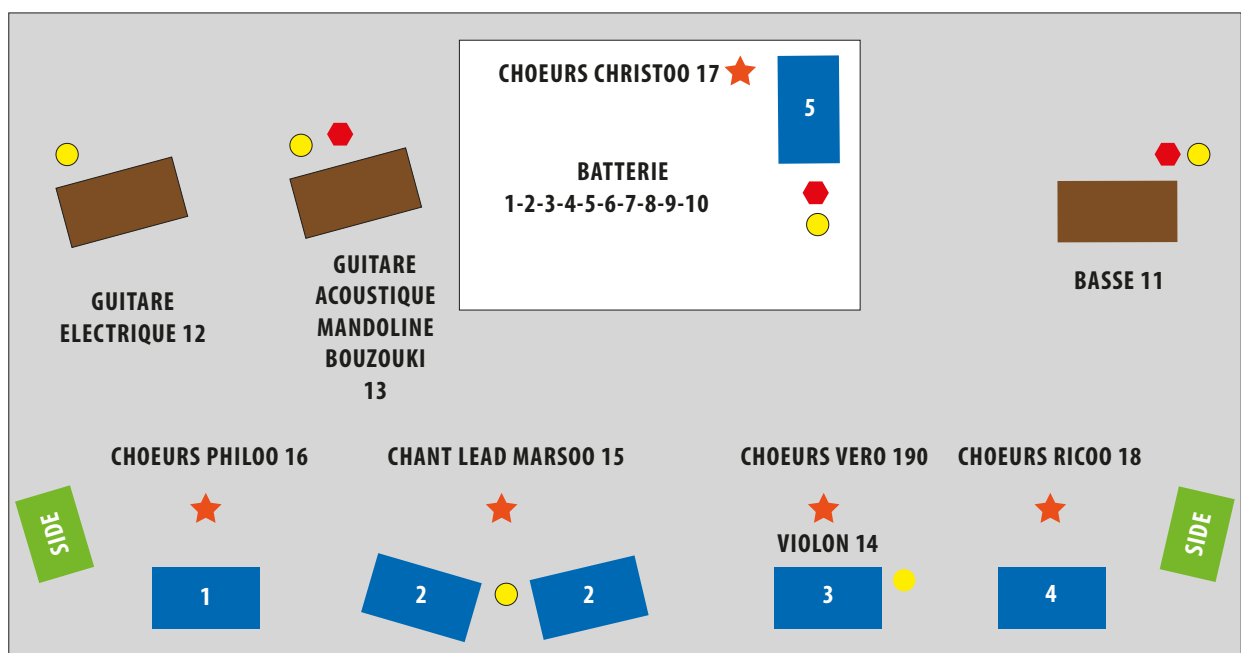 CHOEURS CHRISTOO 17
5
BATTERIE
1-2-3-4-5-6-7-8-9-10
GUITARE
ELECTRIQUE 12
GUITARE
ACOUSTIQUE
MANDOLINE
BOUZOUKI
13
BASSE 11
CHOEURS PHILOO 16
CHANT LEAD MARSOO 15
CHOEURS VERO 190
CHOEURS RICOO 18
SIDE
VIOLON 14
SIDE
1
2
2
3
4